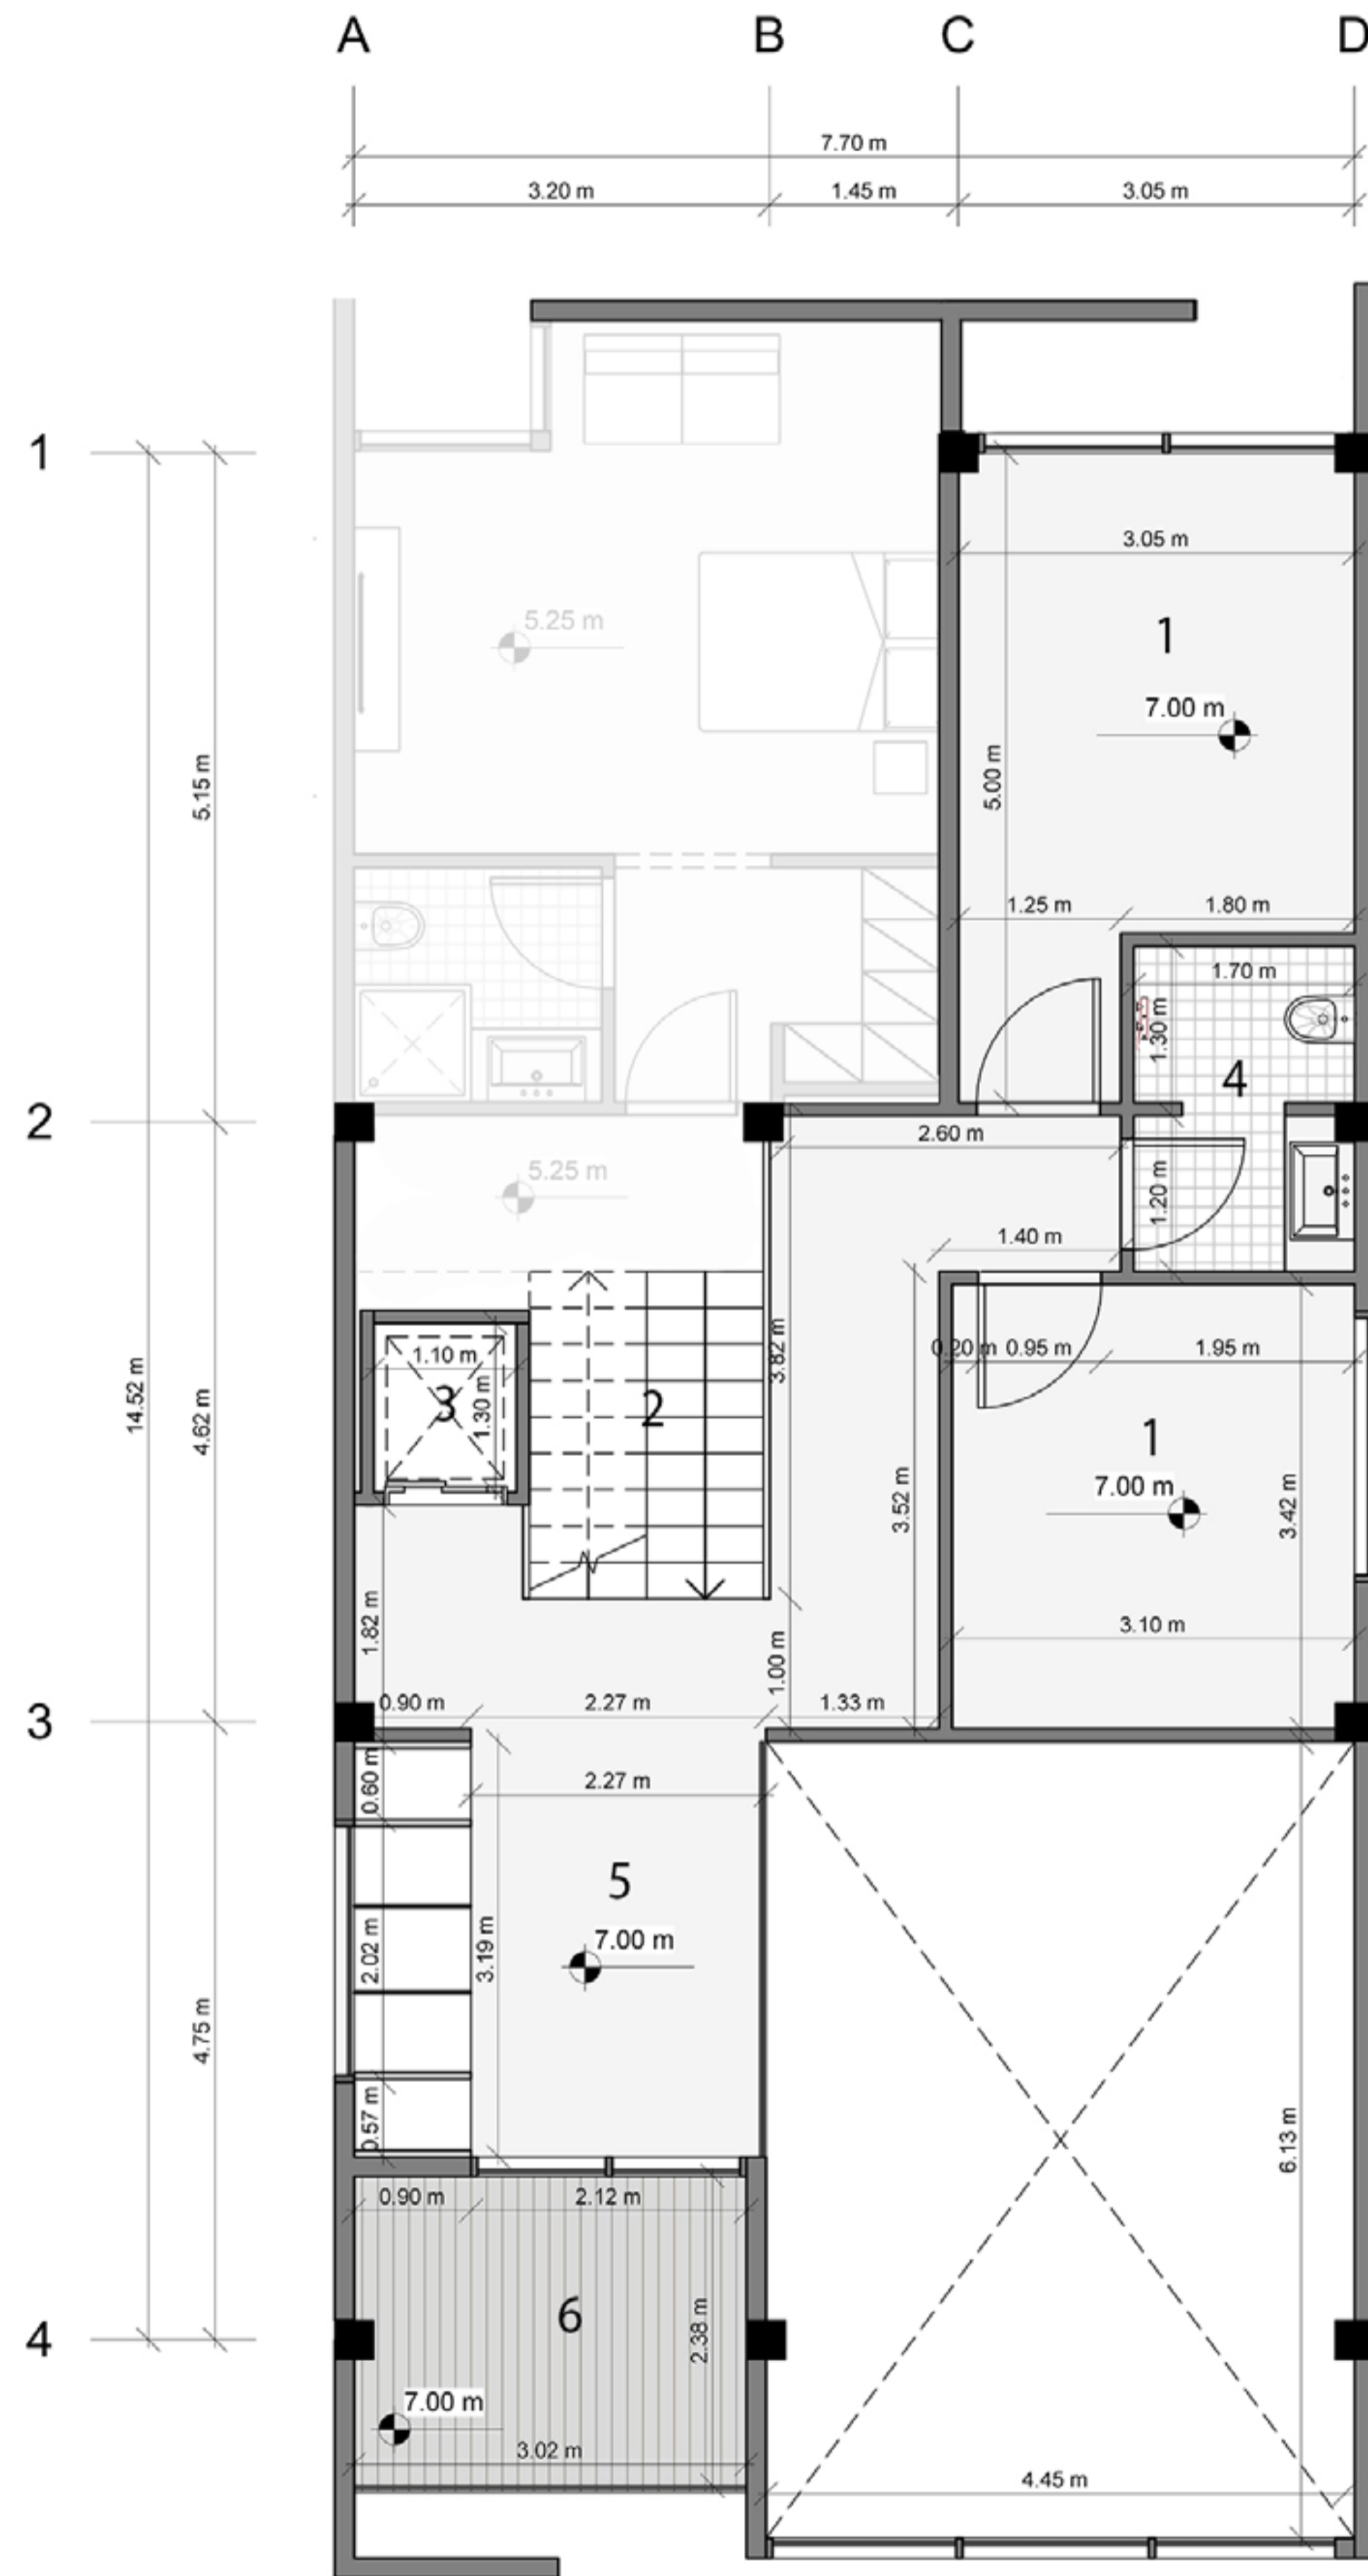 A B C D
7.70 m
3.20 m 1.45 m 3.05 m
1
3.05 m
5.25 m
1
7.00 m
5.15 m
5.00 m
1.25 m 1.80 m
1.70 m
1.30 m
4
2
2.60 m
5.25 m
1.20 m
1.40 m
3.82 m
1.10 m
0.20 m 0.95 m 1.95 m
14.52 m
4.62 m
3
1.30 m
2
1
7.00 m
3.52 m
3.42 m
1.82 m
1.00 m
3.10 m
3
0.90 m 2.27 m 1.33 m
0.60 m
2.27 m
5
7.00 m
2.02 m
3.19 m
4.75 m
0.57 m
6.13 m
0.90 m 2.12 m
6
2.38 m
4
7.00 m
3.02 m
4.45 m